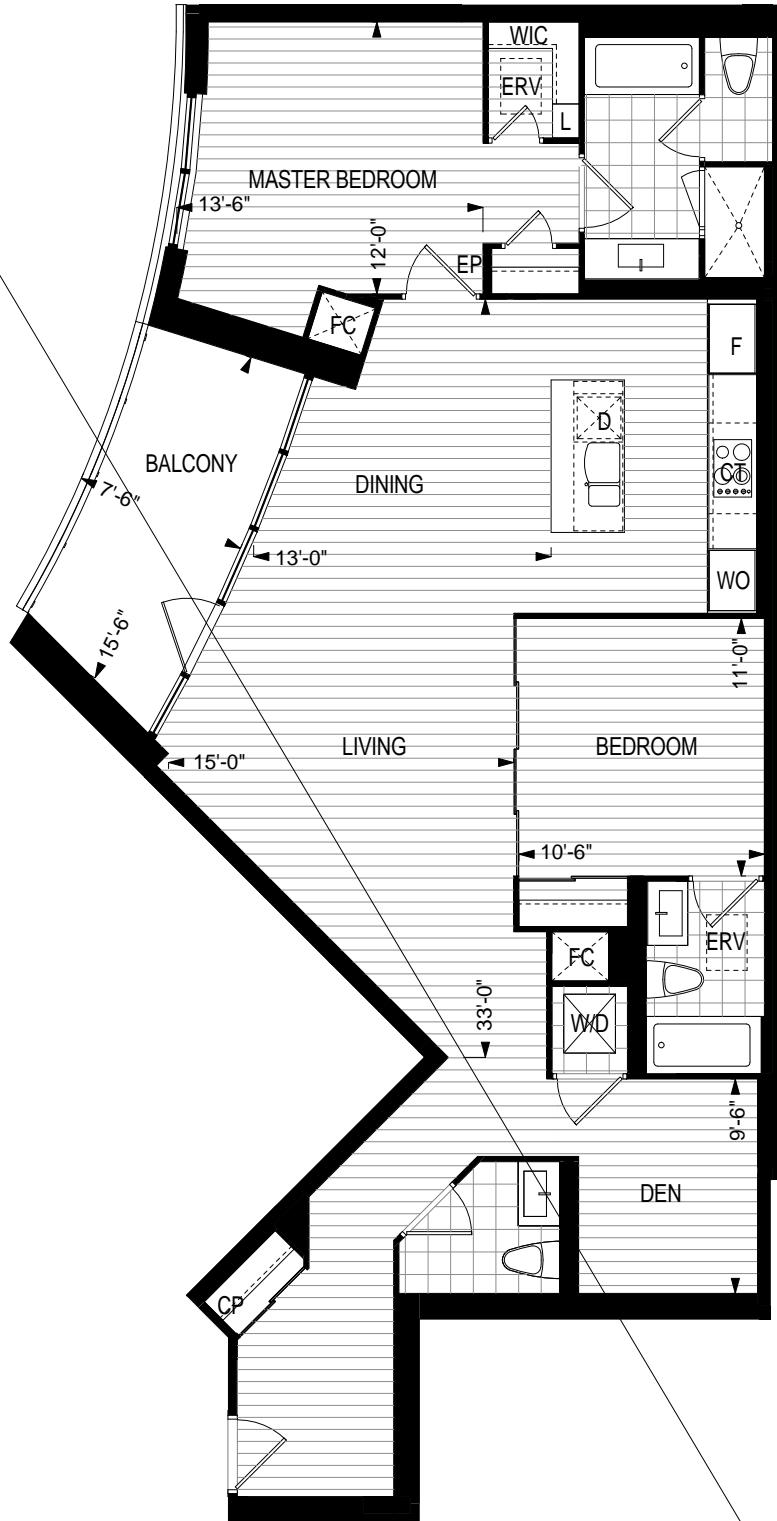 WIC
ERV
L
MASTER BEDROOM
13'-6"
12'-0"
EP
FC
F
D
BALCONY
CT
DINING
7'-6"
13'-0"
WO
15'-6"
11'-0"
LIVING
BEDROOM
15'-0"
10'-6"
ERV
FC
33'-0"
W/D
9'-6"
DEN
CP